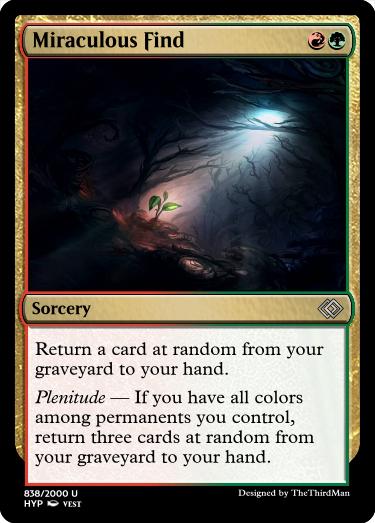 Miraculous Find
Sorcery
Return a card at random from your
graveyard to your hand.
Plenitude — If you have all colors
among permanents you control,
return three cards at random from
your graveyard to your hand.
838/2000 U
HYP VEST
Designed by TheThirdMan